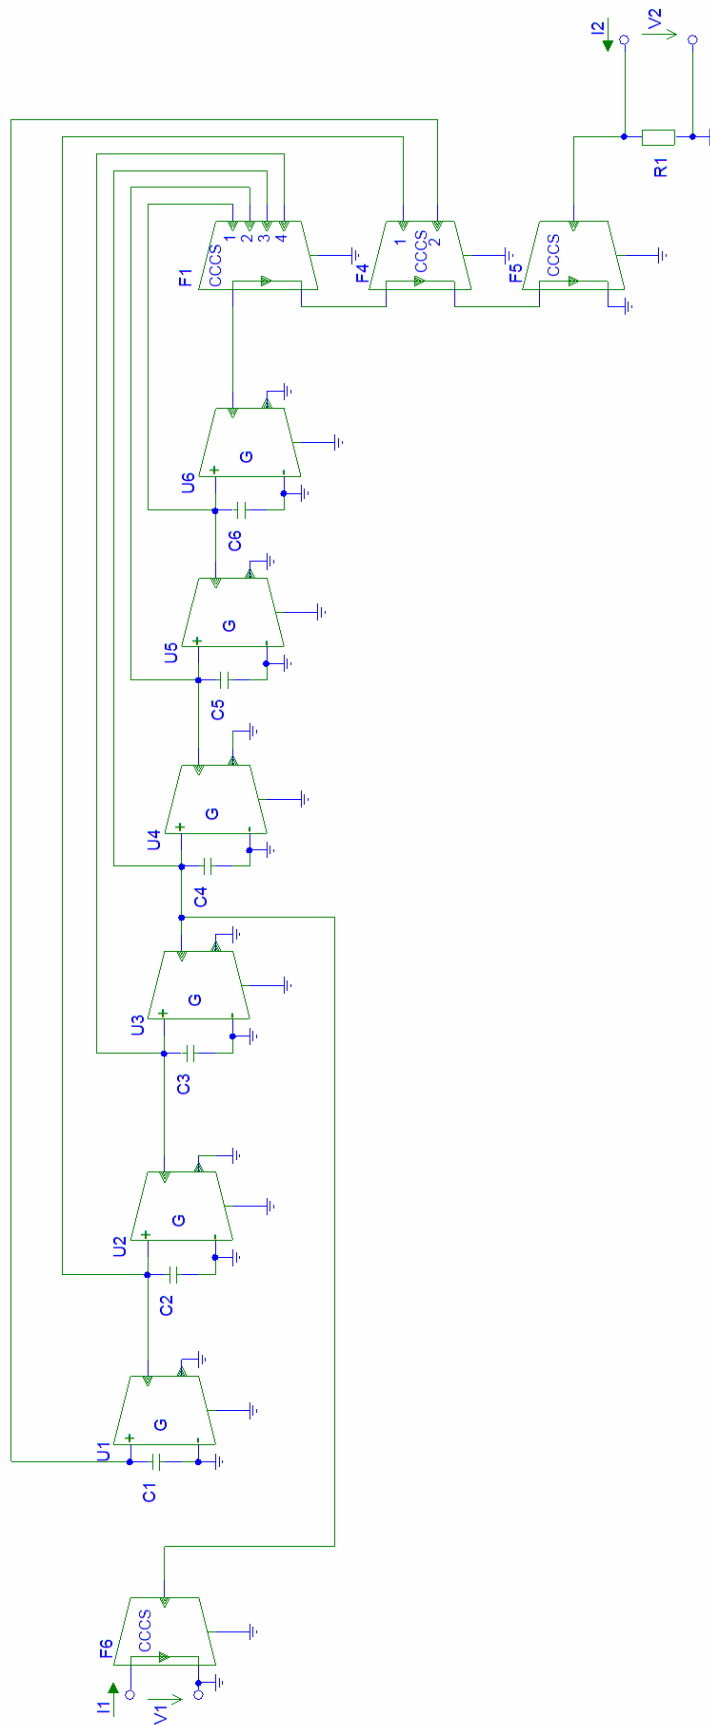 I2
V2
R1
F1
CCCS
1
2
3
4
F4
1
CCCS
2
F5
CCCS
U6
+
G
-
C6
U5
+
G
-
C5
U4
+
G
-
C4
U3
+
G
-
C3
U2
+
G
-
C2
U1
+
G
-
C1
F6
CCCS
I1
V1